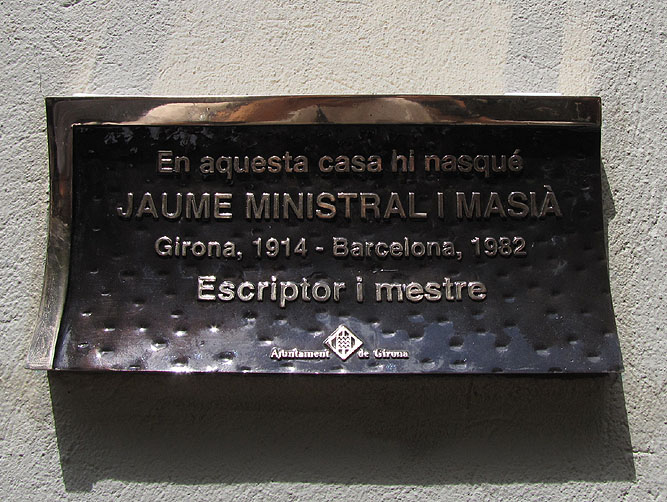 En aquesta casa hi nasqué
JAUME MINISTRAL I MASIÀ
Girona, 1914 - Barcelona, 1982
Escriptor i mestre
Ajuntament de Girona